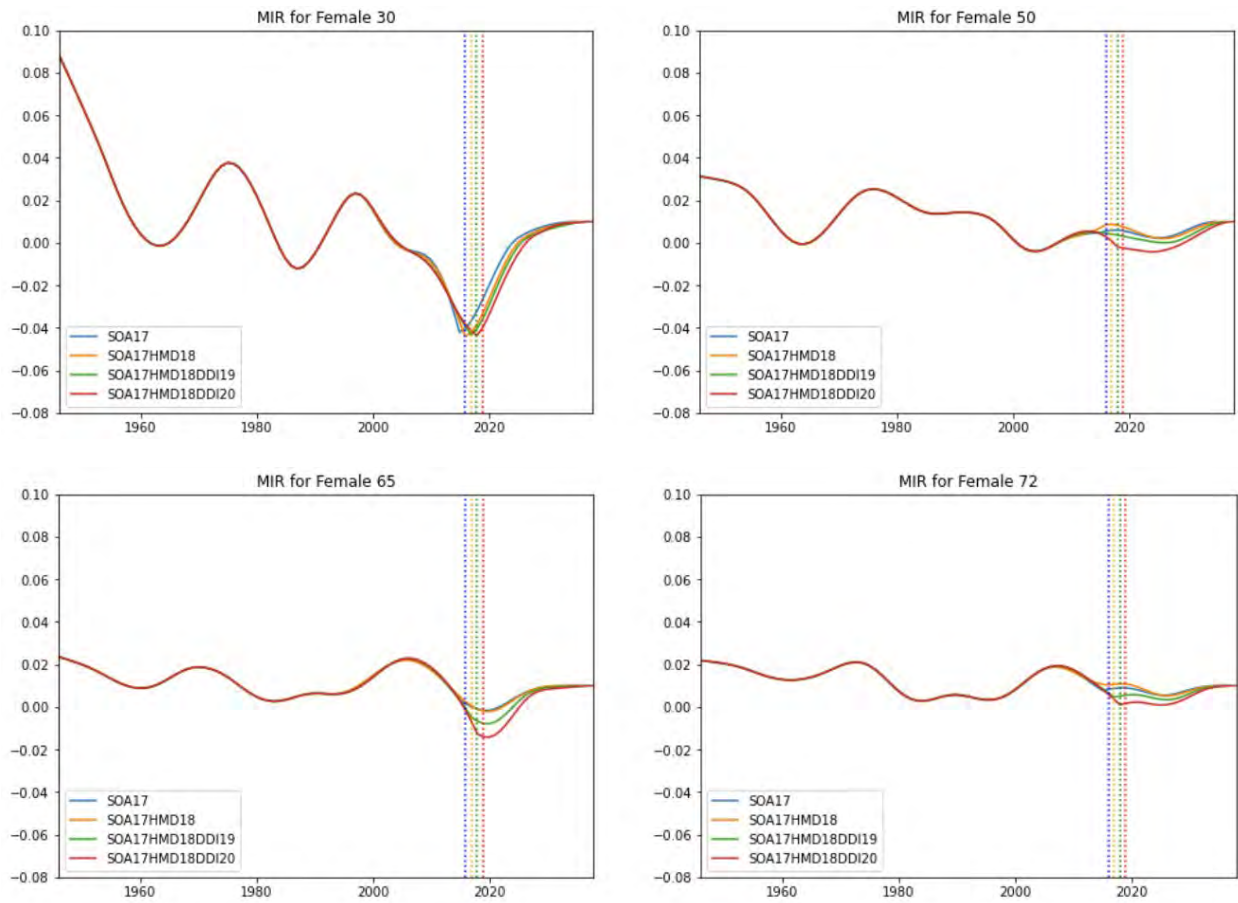 MIR for Female 30
0.10
0.08
0.06
0.04
0.02
0.00
−0.02
−0.04
−0.06
−0.08
1960 1980 2000 2020
SOA17
SOA17HMD18
SOA17HMD18DDI19
SOA17HMD18DDI20
MIR for Female 50
0.10
0.08
0.06
0.04
0.02
0.00
−0.02
−0.04
−0.06
−0.08
1960 1980 2000 2020
SOA17
SOA17HMD18
SOA17HMD18DDI19
SOA17HMD18DDI20
MIR for Female 65
0.10
0.08
0.06
0.04
0.02
0.00
−0.02
−0.04
−0.06
−0.08
1960 1980 2000 2020
SOA17
SOA17HMD18
SOA17HMD18DDI19
SOA17HMD18DDI20
MIR for Female 72
0.10
0.08
0.06
0.04
0.02
0.00
−0.02
−0.04
−0.06
−0.08
1960 1980 2000 2020
SOA17
SOA17HMD18
SOA17HMD18DDI19
SOA17HMD18DDI20